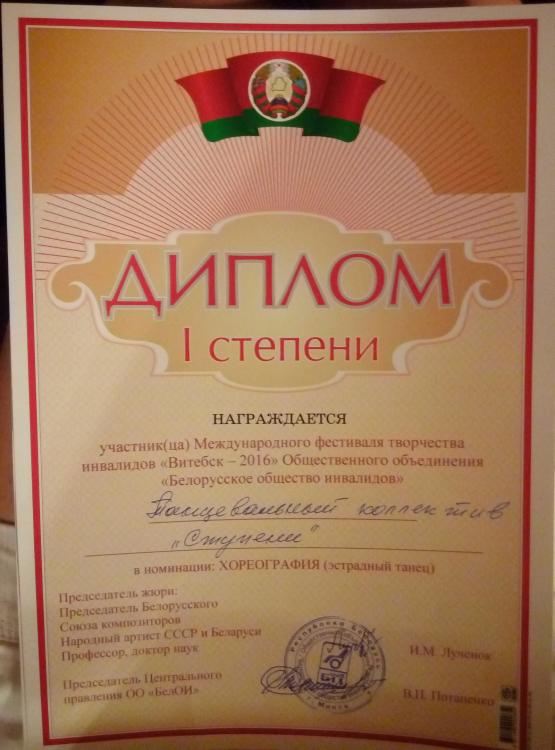 ДИПЛОМ
I степени
НАГРАЖДАЕТСЯ
участник(ца) Международного фестиваля творчества
инвалидов «Витебск – 2016» Общественного объединения
«Белорусское общество инвалидов»
Танцевальный коллектив
„Ступени"
в номинации: ХОРЕОГРАФИЯ (эстрадный танец)
Председатель жюри:
Председатель Белорусского
Союза композиторов
Народный артист СССР и Беларуси
Профессор, доктор наук
И.М. Лученок
Председатель Центрального
правления ОО «БелОИ»
В.П. Потапенко